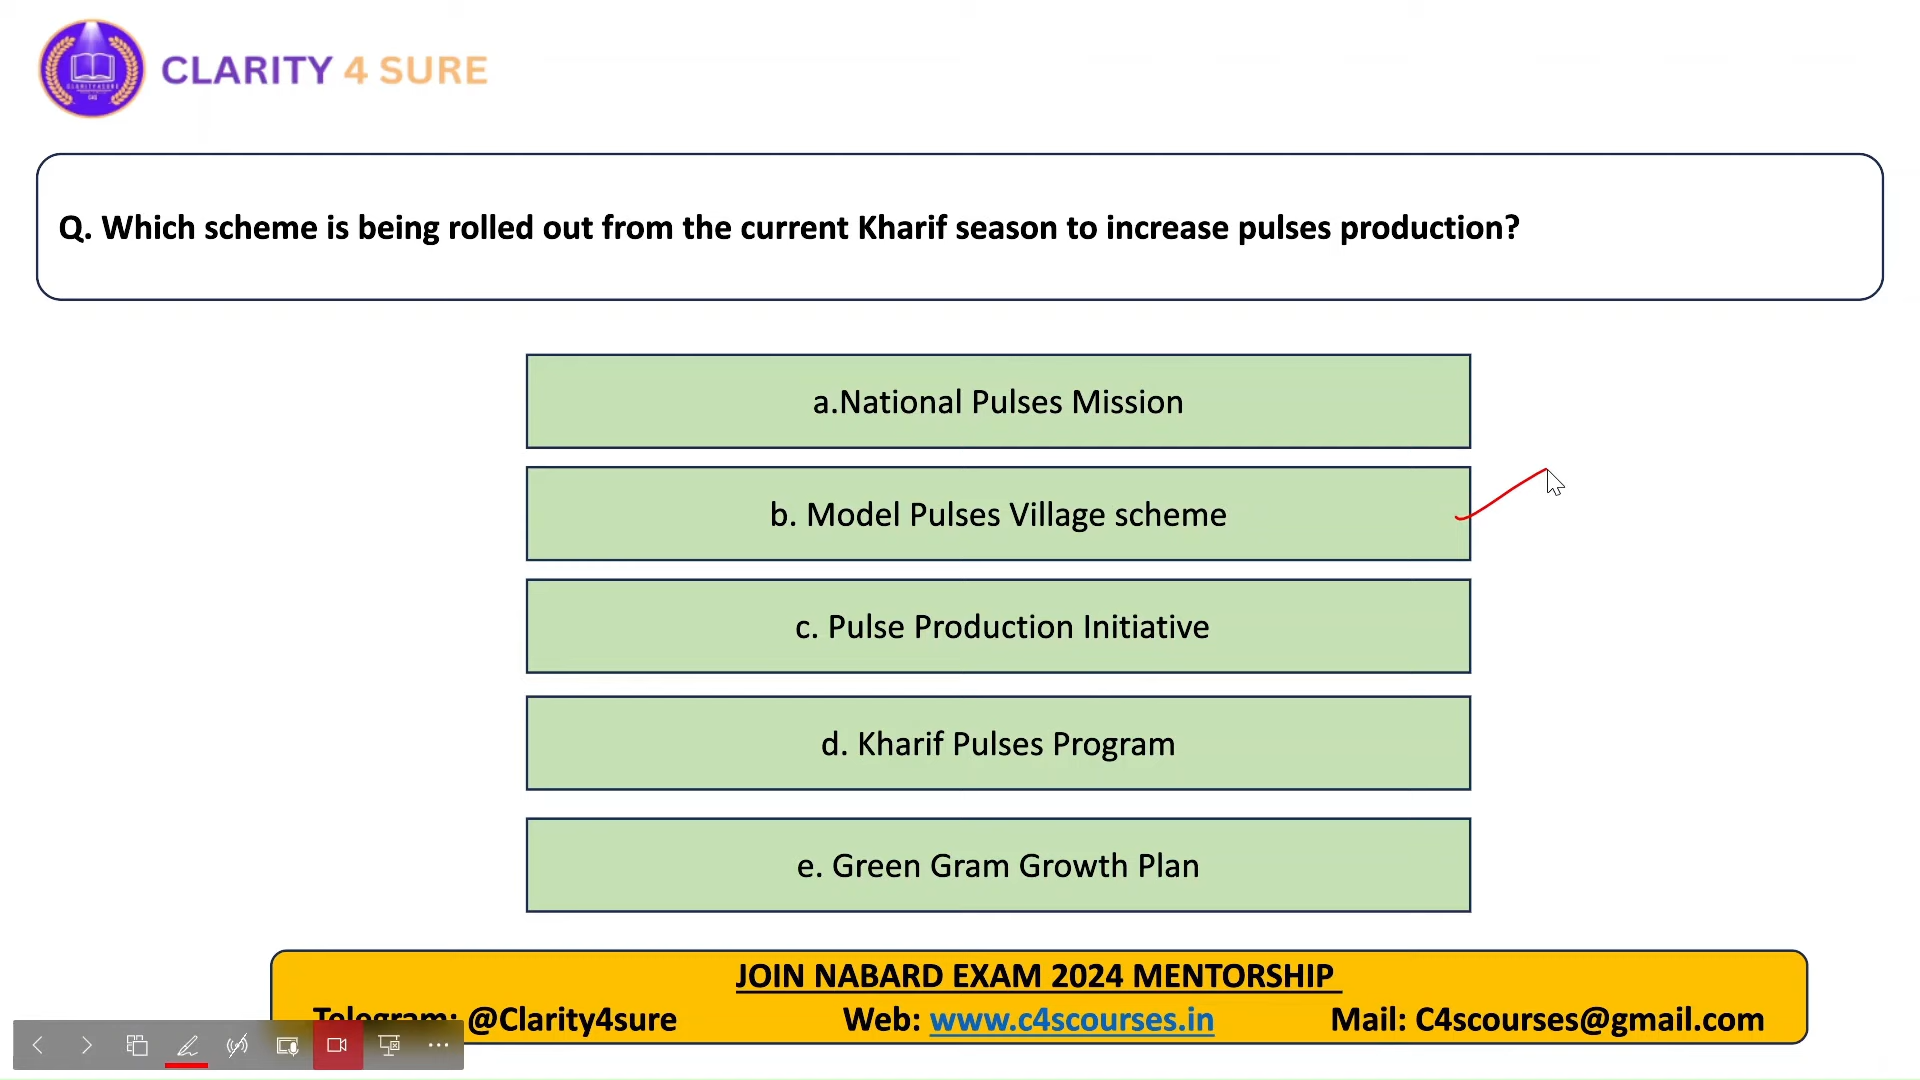 CLARITY 4 SURE
Q. Which scheme is being rolled out from the current Kharif season to increase pulses production?
a.National Pulses Mission
b. Model Pulses Village scheme
c. Pulse Production Initiative
d. Kharif Pulses Program
e. Green Gram Growth Plan
JOIN NABARD EXAM 2024 MENTORSHIP
Telegram: @Clarity4sure Web: www.c4scourses.in Mail: C4scourses@gmail.com